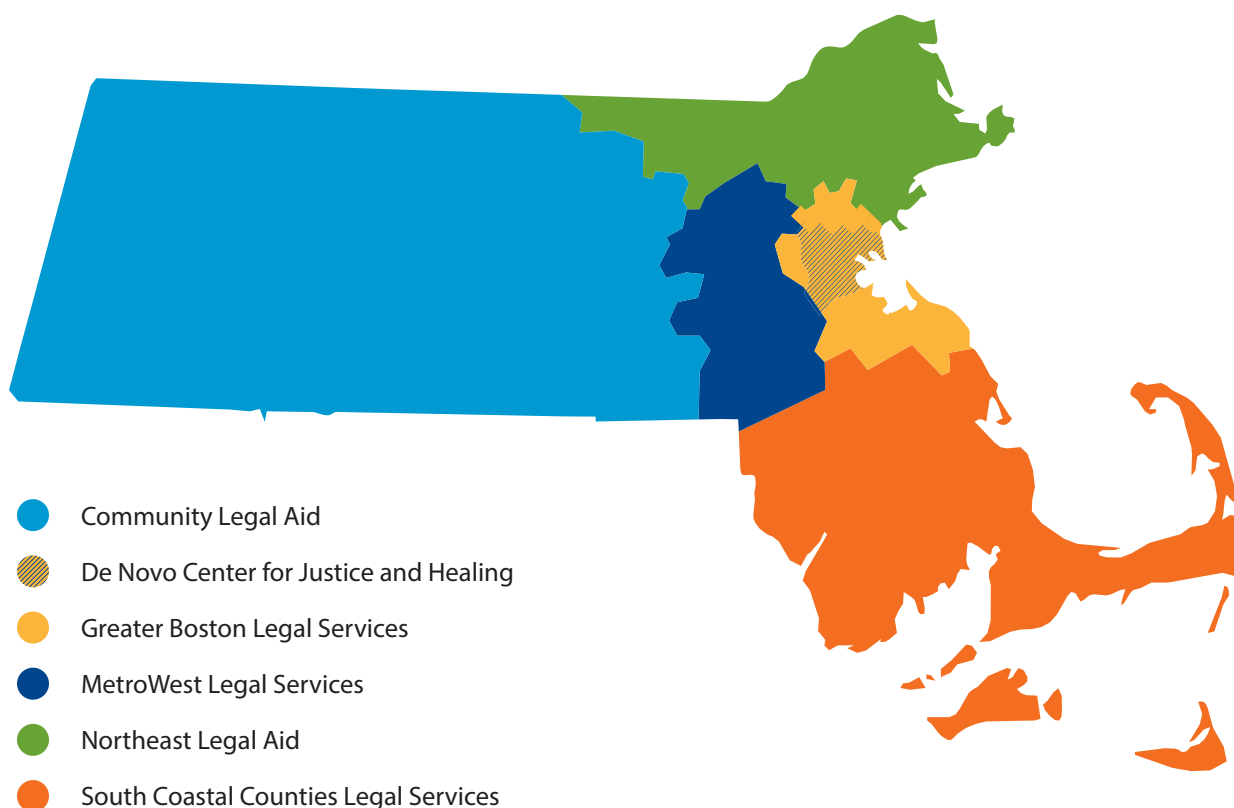 Community Legal Aid
De Novo Center for Justice and Healing
Greater Boston Legal Services
MetroWest Legal Services
Northeast Legal Aid
South Coastal Counties Legal Services